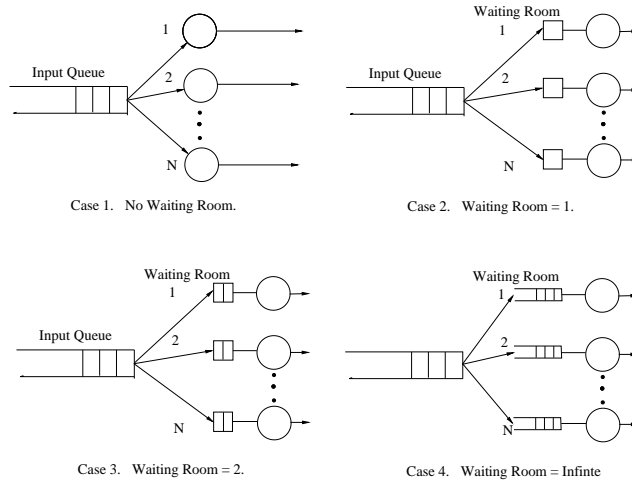 1
Input Queue
2
N
Case 1. No Waiting Room.
Waiting Room
1
Input Queue
2
N
Case 2. Waiting Room = 1.
Waiting Room
1
Input Queue
2
N
Case 3. Waiting Room = 2.
Waiting Room
1
Input Queue
2
N
Case 4. Waiting Room = Infinte